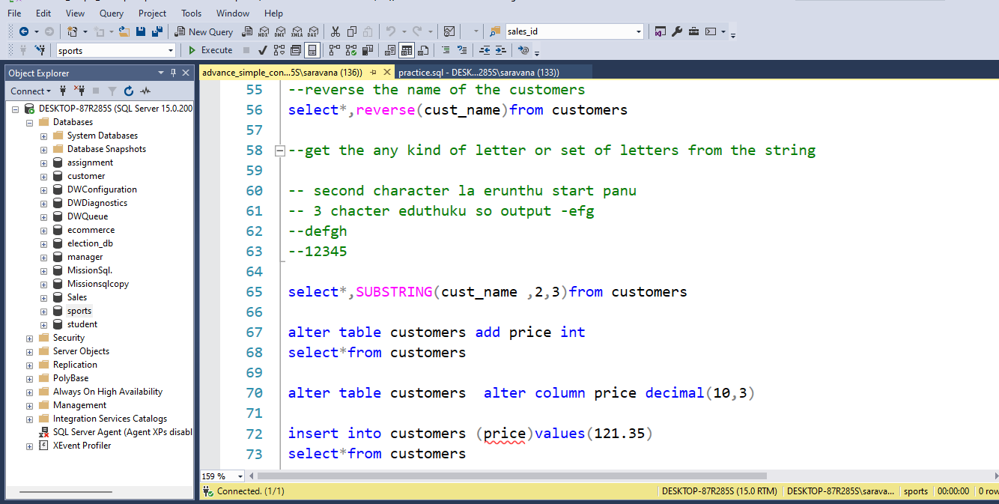 File Edit View Query Project Tools Window Help
New Query MDX DMX XMLA DAX sales_id
sports Execute
Object Explorer
Connect
DESKTOP-87R285S (SQL Server 15.0.200
Databases
System Databases
Database Snapshots
assignment
customer
DWConfiguration
DWDiagnostics
DWQueue
ecommerce
election_db
manager
MissionSql.
Missionsqlcopy
Sales
sports
student
Security
Server Objects
Replication
PolyBase
Always On High Availability
Management
Integration Services Catalogs
SQL Server Agent (Agent XPs disabl
XEvent Profiler
advance_simple_con...5S\saravana (136)) practice.sql - DESK...285S\saravana (133))
55 --reverse the name of the customers
56 select*,reverse(cust_name)from customers
57
58 --get the any kind of letter or set of letters from the string
59
60 -- second character la erunthu start panu
61 -- 3 chacter eduthuku so output -efg
62 --defgh
63 --12345
64
65 select*,SUBSTRING(cust_name ,2,3)from customers
66
67 alter table customers add price int
68 select*from customers
69
70 alter table customers  alter column price decimal(10,3)
71
72 insert into customers (price)values(121.35)
73 select*from customers
159 %
Connected. (1/1) DESKTOP-87R285S (15.0 RTM) DESKTOP-87R285S\sarava... sports 00:00:00 0 row